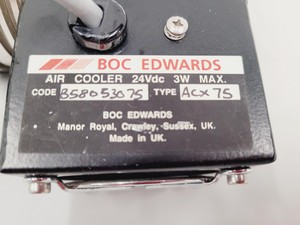 BOC EDWARDS
AIR COOLER 24Vdc 3W MAX.
CODE B58053075 TYPE ACX75
BOC EDWARDS
Manor Royal, Crawley, Sussex, UK.
Made in UK.